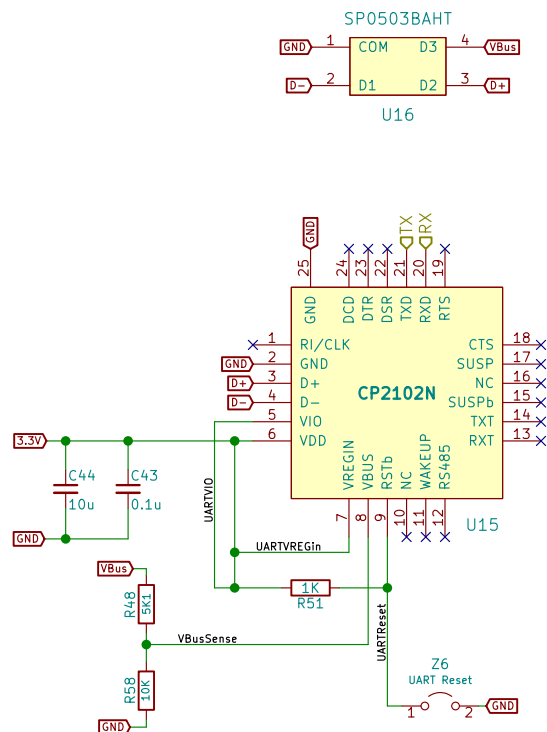 SP0503BAHT
GND 1 COM D3 4 VBus
D- 2 D1 D2 3 D+
U16
GND TX RX
25 24 23 22 21 20 19
GND DCD DTR DSR TXD RXD RTS
1 RI/CLK CTS 18
GND 2 GND SUSP 17
D+ 3 D+ NC 16
D- 4 D- SUSPb 15
CP2102N
5 VIO TXT 14
3.3V 6 VDD RXT 13
VREGIN VBUS RSTb NC WAKEUP RS485
7 8 9 10 11 12
U15
C44 C43
10u 0.1u
UARTVIO
GND
UARTVREGin
VBus
R48 5K1
1K
R51
UARTReset
VBusSense
R58 10K
Z6
UART Reset
1 2 GND
GND